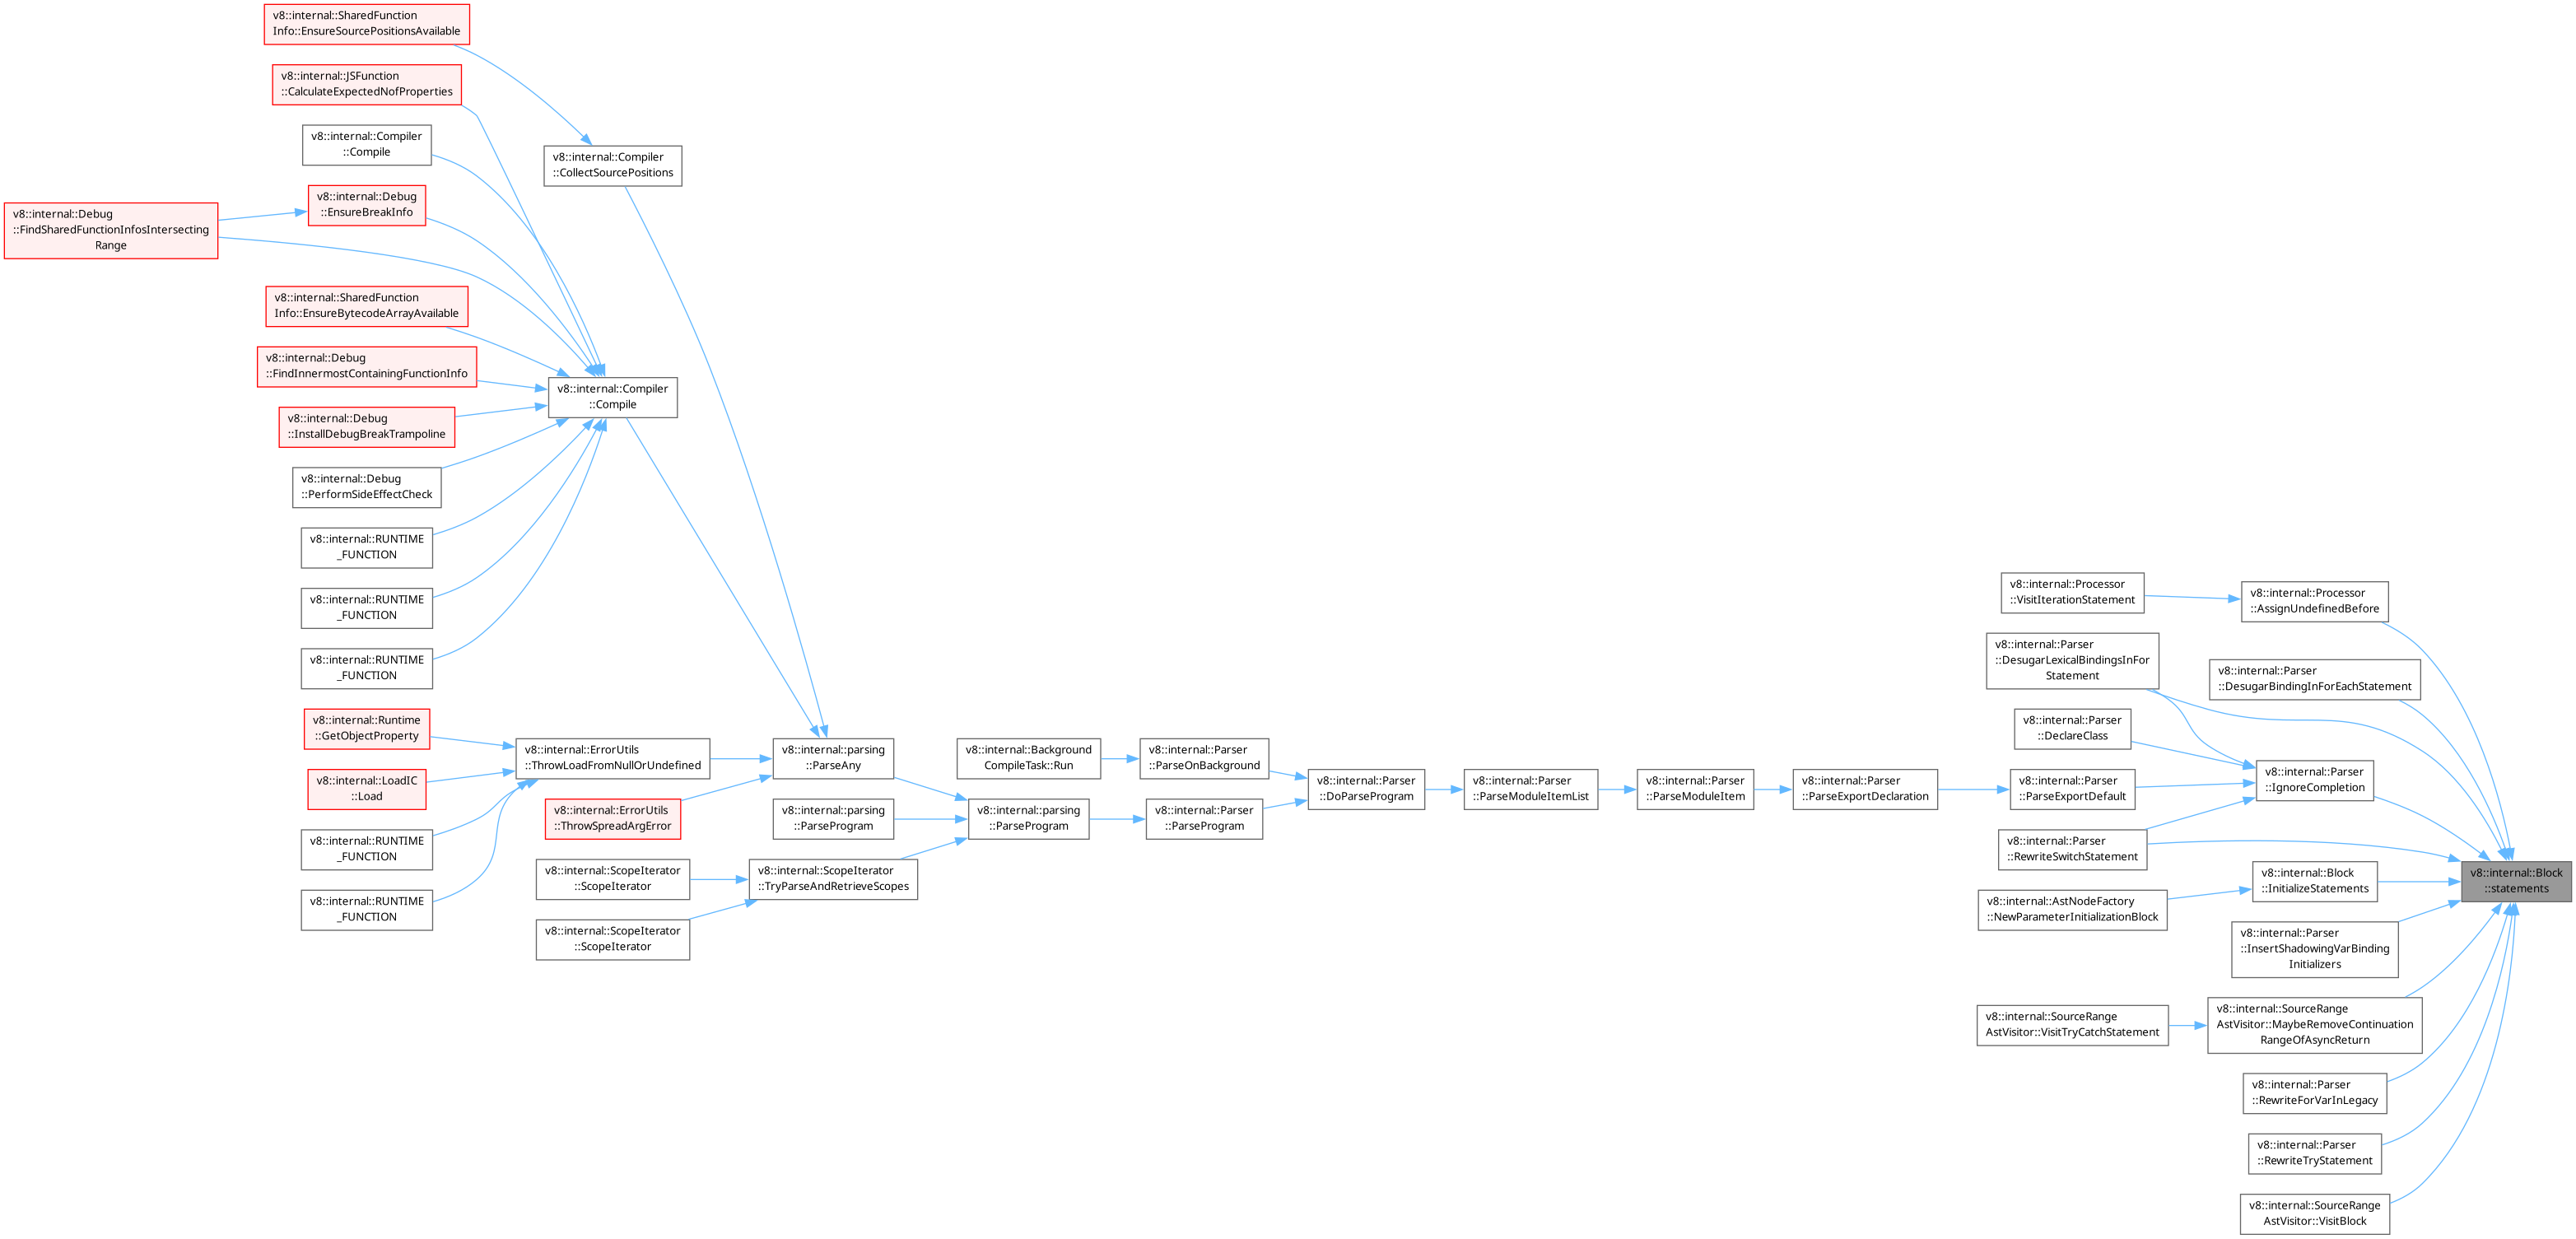 v8::internal::SharedFunction
Info::EnsureSourcePositionsAvailable
v8::internal::JSFunction
::CalculateExpectedNofProperties
v8::internal::Compiler
::Compile
v8::internal::Debug
::EnsureBreakInfo
v8::internal::Debug
::FindSharedFunctionInfosIntersecting
Range
v8::internal::SharedFunction
Info::EnsureBytecodeArrayAvailable
v8::internal::Debug
::FindInnermostContainingFunctionInfo
v8::internal::Debug
::InstallDebugBreakTrampoline
v8::internal::Debug
::PerformSideEffectCheck
v8::internal::RUNTIME
_FUNCTION
v8::internal::RUNTIME
_FUNCTION
v8::internal::RUNTIME
_FUNCTION
v8::internal::Runtime
::GetObjectProperty
v8::internal::LoadIC
::Load
v8::internal::RUNTIME
_FUNCTION
v8::internal::RUNTIME
_FUNCTION
v8::internal::Compiler
::CollectSourcePositions
v8::internal::Compiler
::Compile
v8::internal::ErrorUtils
::ThrowLoadFromNullOrUndefined
v8::internal::ErrorUtils
::ThrowSpreadArgError
v8::internal::ScopeIterator
::ScopeIterator
v8::internal::ScopeIterator
::ScopeIterator
v8::internal::parsing
::ParseAny
v8::internal::parsing
::ParseProgram
v8::internal::ScopeIterator
::TryParseAndRetrieveScopes
v8::internal::Background
CompileTask::Run
v8::internal::parsing
::ParseProgram
v8::internal::Parser
::ParseOnBackground
v8::internal::Parser
::ParseProgram
v8::internal::Parser
::DoParseProgram
v8::internal::Parser
::ParseModuleItemList
v8::internal::Parser
::ParseModuleItem
v8::internal::Parser
::ParseExportDeclaration
v8::internal::Processor
::VisitIterationStatement
v8::internal::Parser
::DesugarLexicalBindingsInFor
Statement
v8::internal::Parser
::DeclareClass
v8::internal::Parser
::ParseExportDefault
v8::internal::Parser
::RewriteSwitchStatement
v8::internal::AstNodeFactory
::NewParameterInitializationBlock
v8::internal::SourceRange
AstVisitor::VisitTryCatchStatement
v8::internal::Processor
::AssignUndefinedBefore
v8::internal::Parser
::DesugarBindingInForEachStatement
v8::internal::Parser
::IgnoreCompletion
v8::internal::Block
::InitializeStatements
v8::internal::Parser
::InsertShadowingVarBinding
Initializers
v8::internal::SourceRange
AstVisitor::MaybeRemoveContinuation
RangeOfAsyncReturn
v8::internal::Parser
::RewriteForVarInLegacy
v8::internal::Parser
::RewriteTryStatement
v8::internal::SourceRange
AstVisitor::VisitBlock
v8::internal::Block
::statements